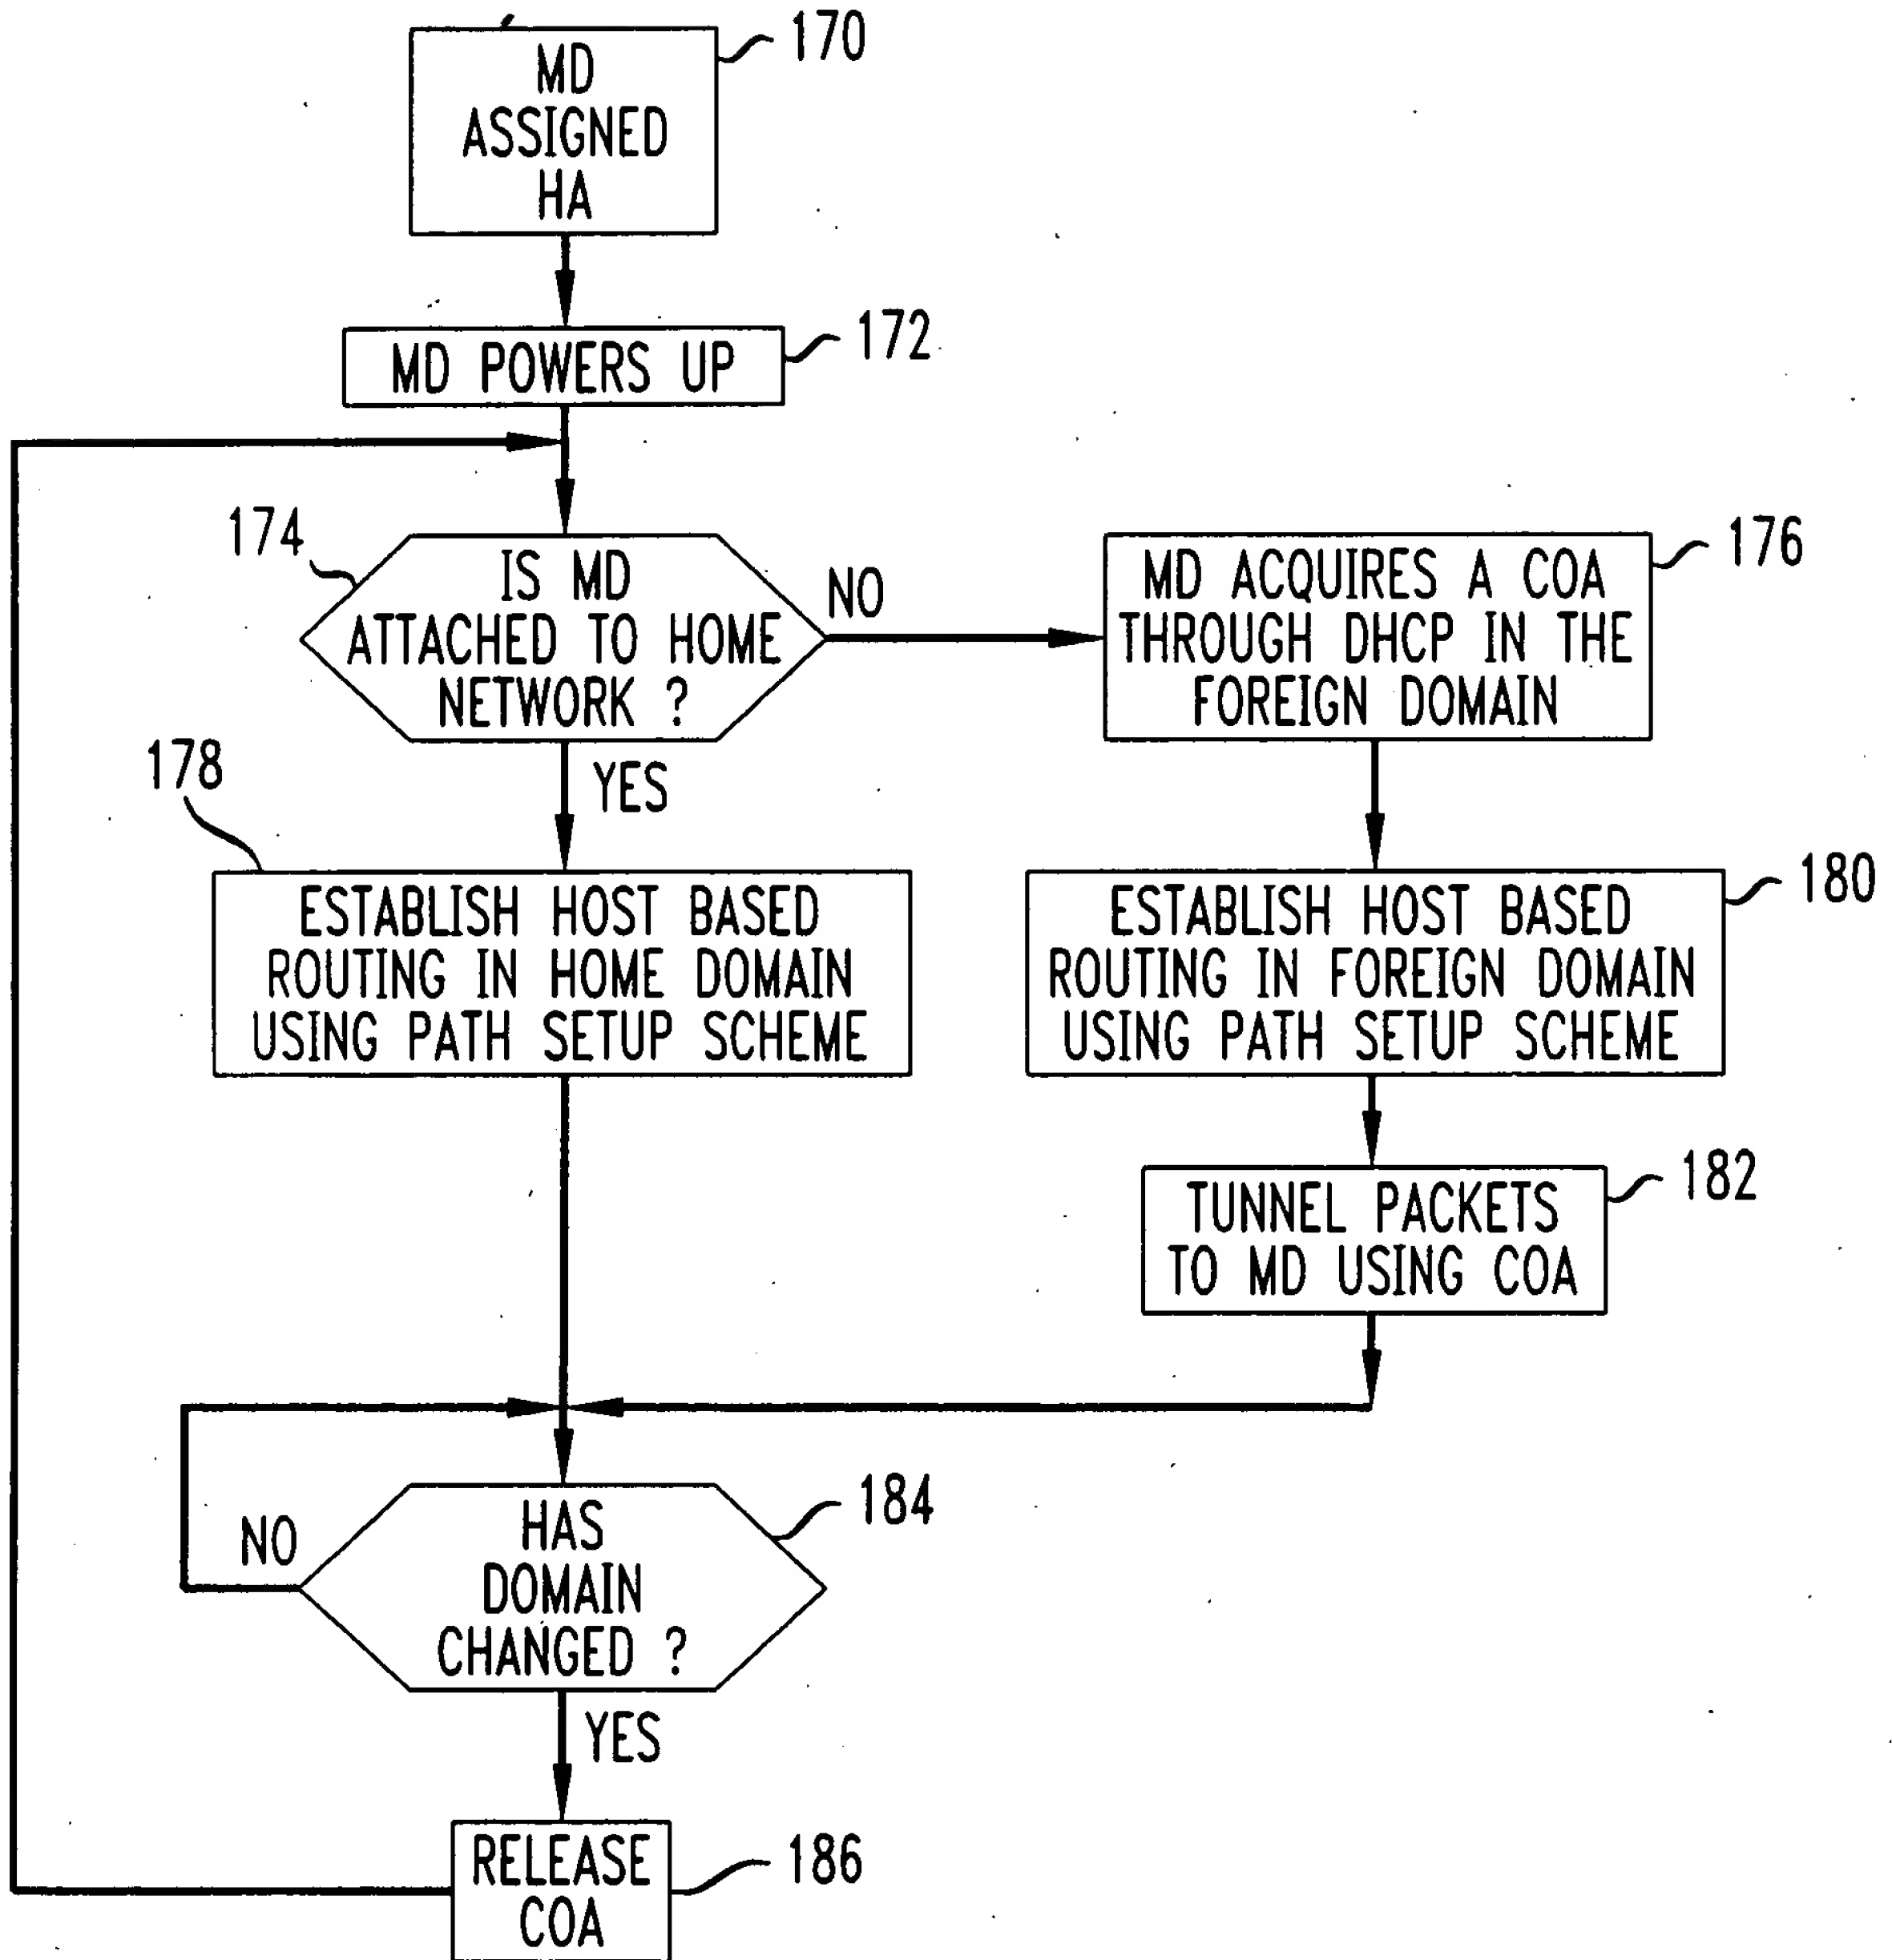 170
MD
ASSIGNED
HA
172
MD POWERS UP
174
IS MD
ATTACHED TO HOME
NETWORK ?
NO
YES
176
MD ACQUIRES A COA
THROUGH DHCP IN THE
FOREIGN DOMAIN
178
ESTABLISH HOST BASED
ROUTING IN HOME DOMAIN
USING PATH SETUP SCHEME
180
ESTABLISH HOST BASED
ROUTING IN FOREIGN DOMAIN
USING PATH SETUP SCHEME
182
TUNNEL PACKETS
TO MD USING COA
184
HAS
DOMAIN
CHANGED ?
NO
YES
186
RELEASE
COA